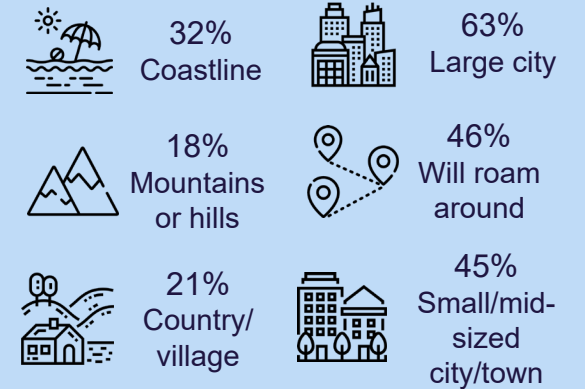 32%
Coastline
63%
Large city
18%
Mountains
or hills
46%
Will roam
around
21%
Country/
village
45%
Small/mid-
sized
city/town